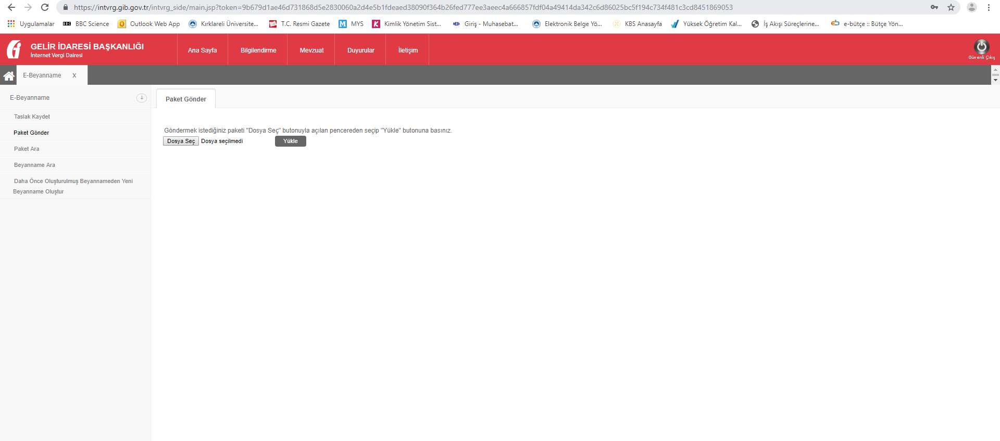 https://intvrg.gib.gov.tr/intvrg_side/main.jsp?token=9b679d1ae46d731868d5e2830060a2d4e5b1fdeaed38090f364b26fed777ee3aeec4a666857fdf04a49414da342c6d86025bc5f194c734f481c3cd8451869053
Uygulamalar BBC BBC Science Outlook Web App Kırklareli Üniversite... T.C. Resmi Gazete M MYS K Kimlik Yönetim Sist... Giriş - Muhasebat... Elektronik Belge Yö... KBS Anasayfa Yüksek Öğretim Kal... İş Akışı Süreçlerine... e-bütçe :: Bütçe Yön...
GELİR İDARESİ BAŞKANLIĞI
İnternet Vergi Dairesi
Ana Sayfa Bilgilendirme Mevzuat Duyurular İletişim
Güvenli Çıkış
E-Beyanname X
E-Beyanname
Taslak Kaydet
Paket Gönder
Paket Ara
Beyanname Ara
Daha Önce Oluşturulmuş Beyannameden Yeni
Beyanname Oluştur
Paket Gönder
Göndermek istediğiniz paketi "Dosya Seç" butonuyla açılan pencereden seçip "Yükle" butonuna basınız.
Dosya Seç Dosya seçilmedi Yükle